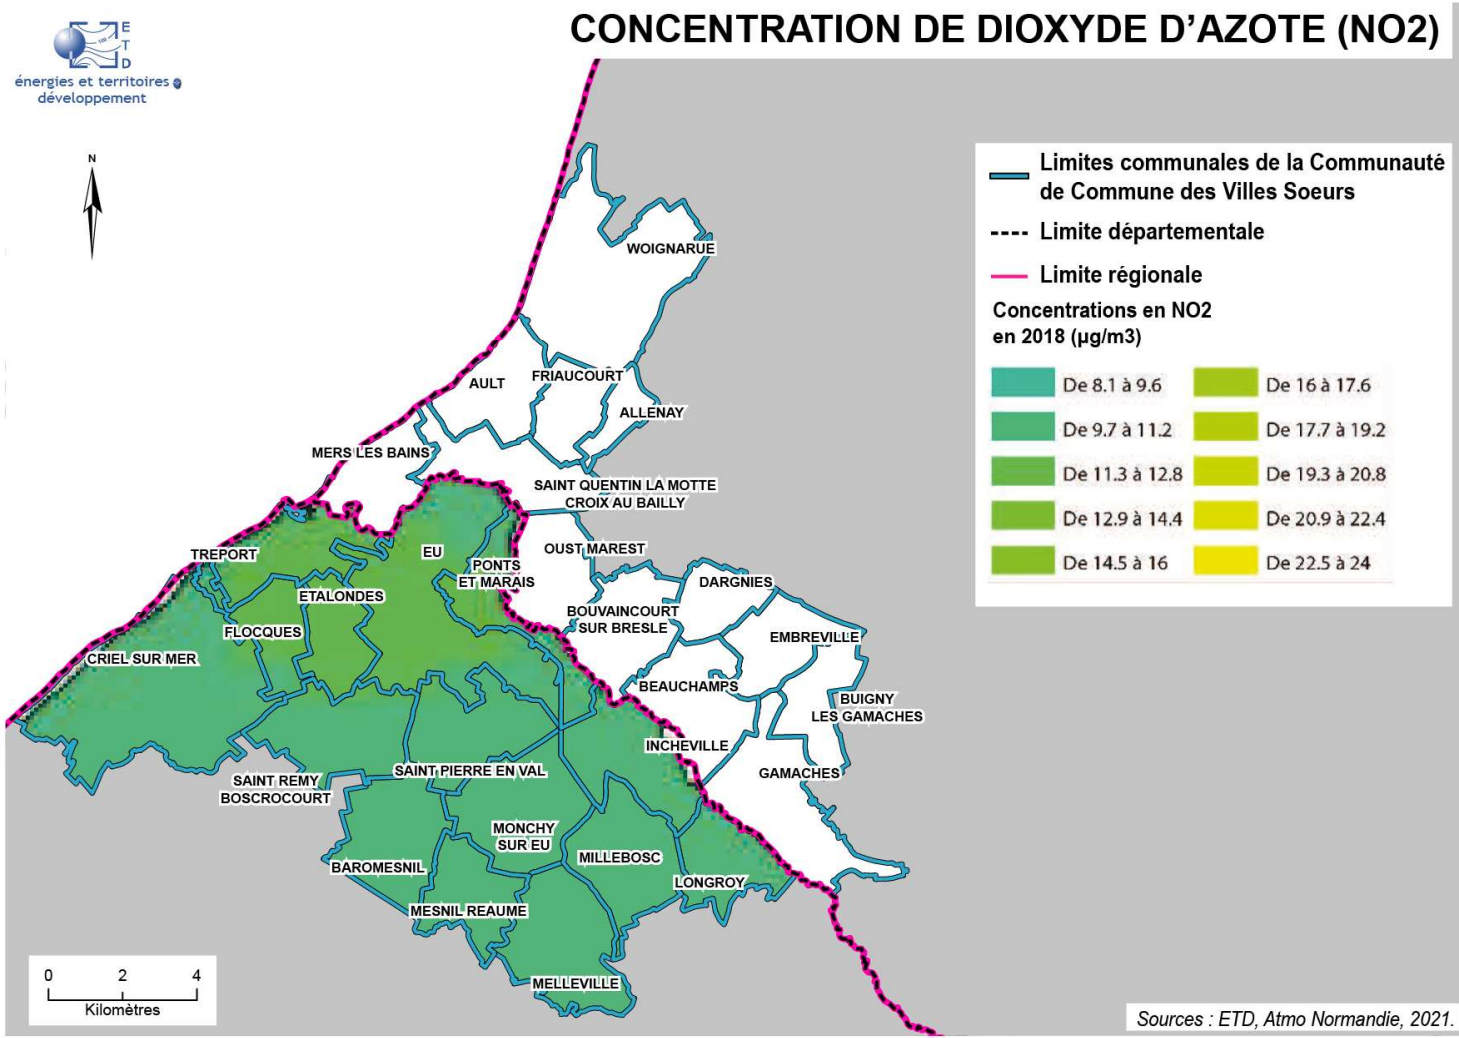 CONCENTRATION DE DIOXYDE D'AZOTE (NO2)
E
T
D
énergies et territoires
développement
N
Limites communales de la Communauté
de Commune des Villes Soeurs
Limite départementale
Limite régionale
Concentrations en NO2
en 2018 (µg/m3)
De 8.1 à 9.6
De 16 à 17.6
De 9.7 à 11.2
De 17.7 à 19.2
De 11.3 à 12.8
De 19.3 à 20.8
De 12.9 à 14.4
De 20.9 à 22.4
De 14.5 à 16
De 22.5 à 24
WOIGNARUE
AULT
FRIAUCOURT
ALLENAY
MERS LES BAINS
SAINT QUENTIN LA MOTTE
CROIX AU BAILLY
TREPORT
EU
OUST MAREST
PONTS
ET MARAIS
DARGNIES
ETALONDES
BOUVAINCOURT
SUR BRESLE
FLOCQUES
EMBREVILLE
CRIEL SUR MER
BEAUCHAMPS
BUIGNY
LES GAMACHES
INCHEVILLE
GAMACHES
SAINT REMY
BOSCROCOURT
SAINT PIERRE EN VAL
MONCHY
SUR EU
MILLEBOSC
BAROMESNIL
LONGROY
MESNIL REAUME
MELLEVILLE
0 2 4
Kilomètres
Sources : ETD, Atmo Normandie, 2021.